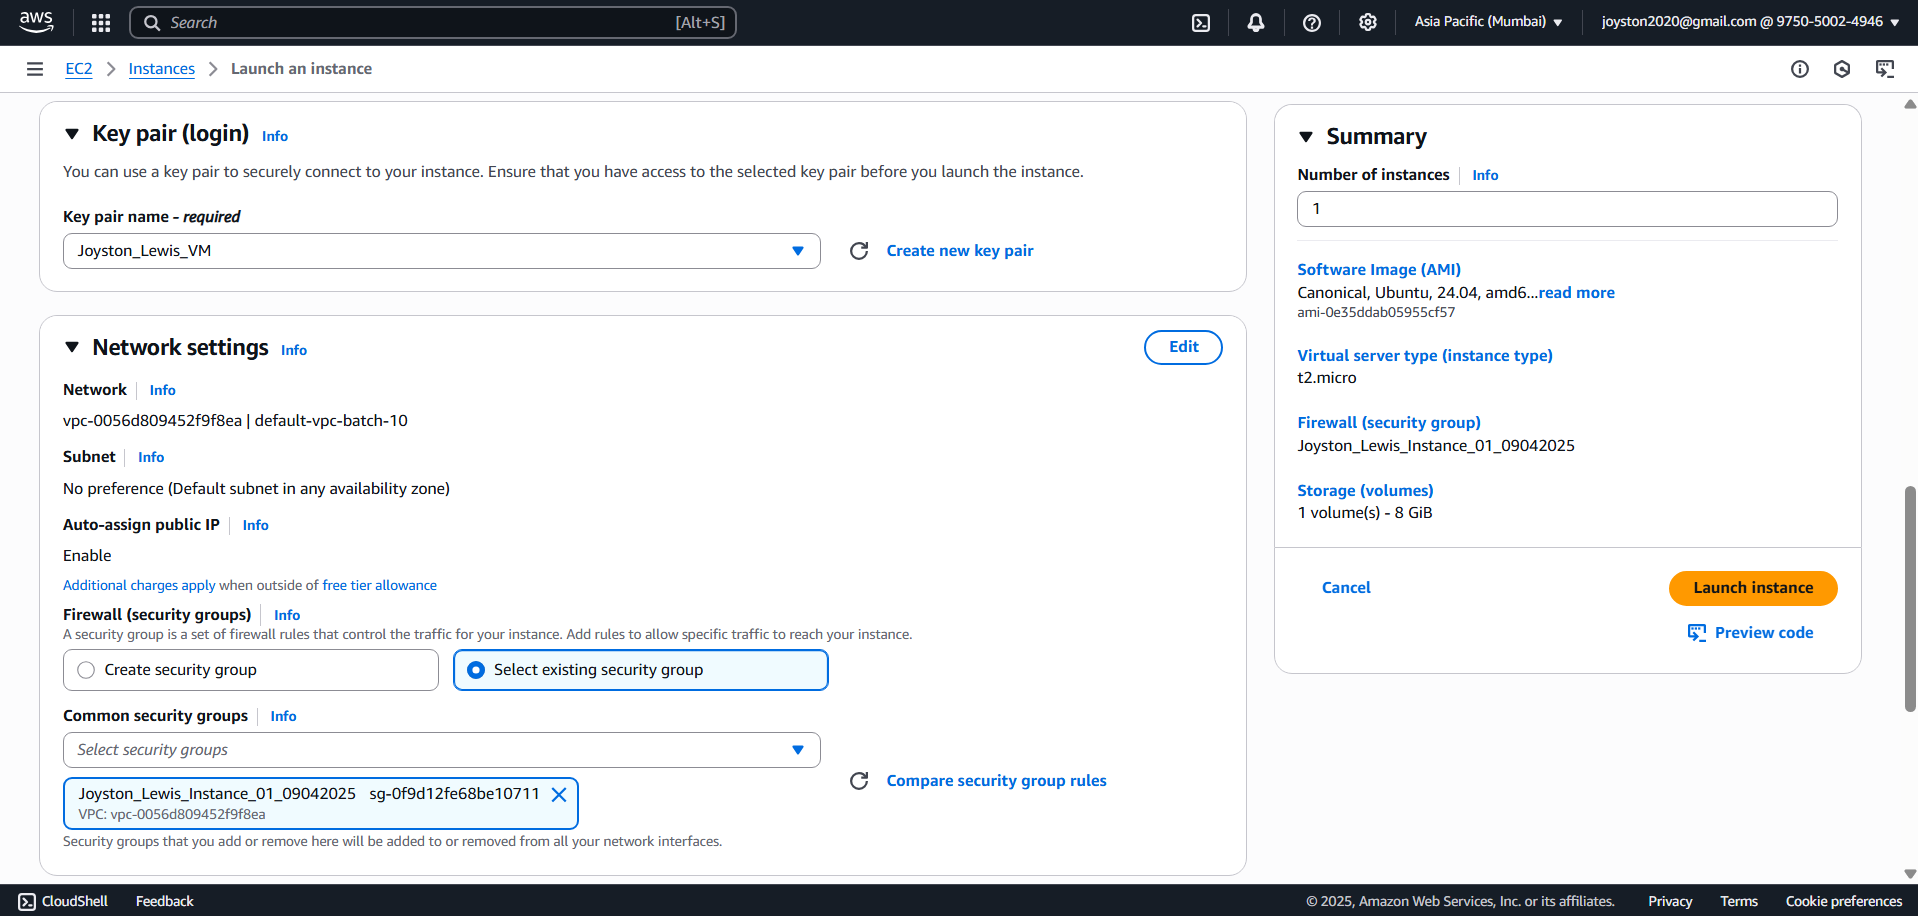 aws
Search
[Alt+S]
Asia Pacific (Mumbai)
joyston2020@gmail.com @ 9750-5002-4946
EC2
Instances
Launch an instance
Key pair (login)
Info
You can use a key pair to securely connect to your instance. Ensure that you have access to the selected key pair before you launch the instance.
Key pair name - required
Joyston_Lewis_VM
Create new key pair
Network settings
Info
Edit
Network
Info
vpc-0056d809452f9f8ea | default-vpc-batch-10
Subnet
Info
No preference (Default subnet in any availability zone)
Auto-assign public IP
Info
Enable
Additional charges apply when outside of free tier allowance
Firewall (security groups)
Info
A security group is a set of firewall rules that control the traffic for your instance. Add rules to allow specific traffic to reach your instance.
Create security group
Select existing security group
Common security groups
Info
Select security groups
Joyston_Lewis_Instance_01_09042025 sg-0f9d12fe68be10711
VPC: vpc-0056d809452f9f8ea
Compare security group rules
Security groups that you add or remove here will be added to or removed from all your network interfaces.
Summary
Number of instances
Info
1
Software Image (AMI)
Canonical, Ubuntu, 24.04, amd6...read more
ami-0e35ddab05955cf57
Virtual server type (instance type)
t2.micro
Firewall (security group)
Joyston_Lewis_Instance_01_09042025
Storage (volumes)
1 volume(s) - 8 GiB
Cancel
Launch instance
Preview code
CloudShell
Feedback
© 2025, Amazon Web Services, Inc. or its affiliates.
Privacy
Terms
Cookie preferences